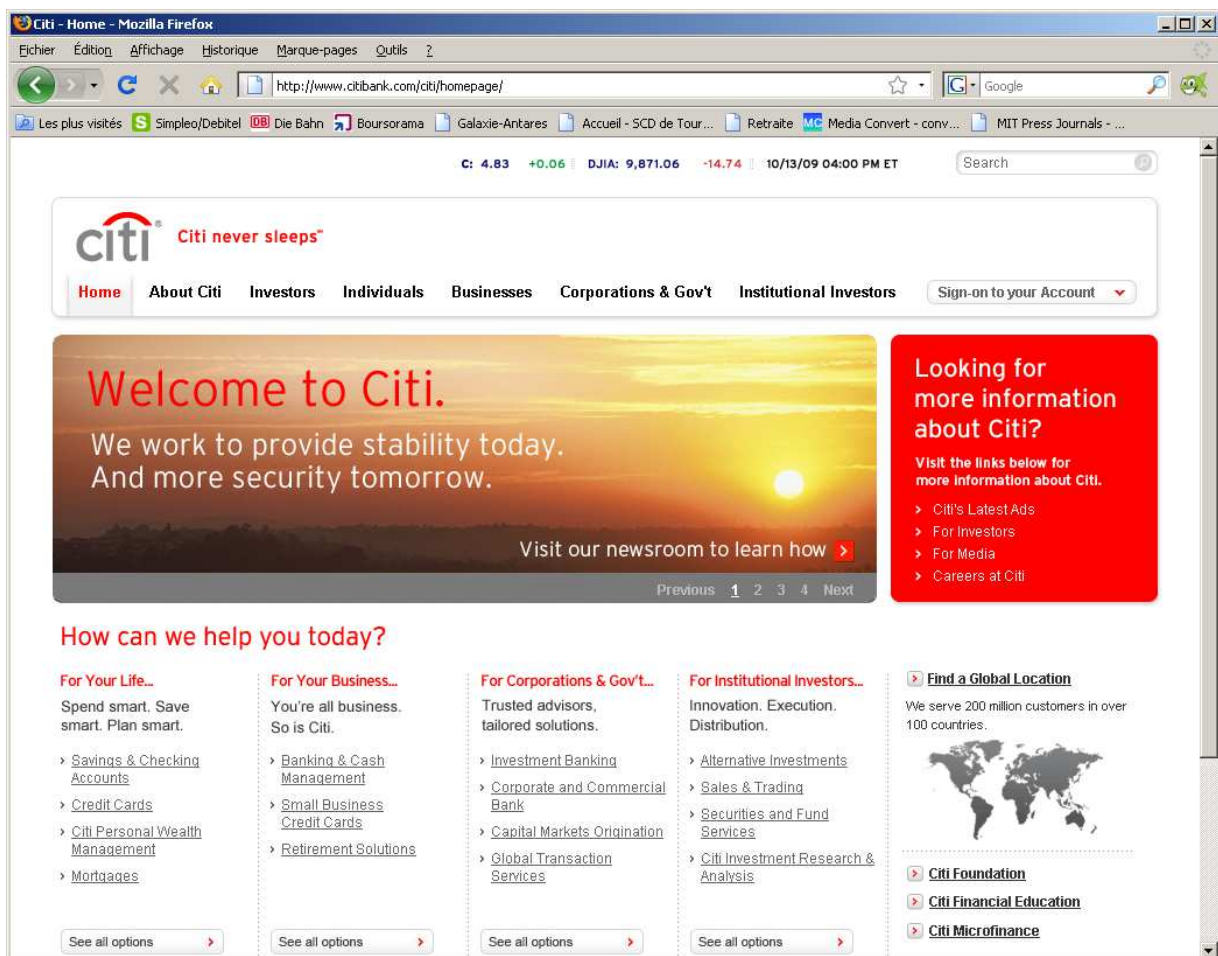 Citi - Home - Mozilla Firefox
Fichier Édition Affichage Historique Marque-pages Outils ?
http://www.citibank.com/citi/homepage/
G Google
Les plus visités S Simpleo/Debitel DB Die Bahn Boursorama Galaxie-Antares Accueil - SCD de Tour... Retraite MC Media Convert - conv... MIT Press Journals - ...
C: 4.83 +0.06 DJIA: 9,871.06 -14.74 10/13/09 04:00 PM ET Search
citi® Citi never sleeps℠
Home About Citi Investors Individuals Businesses Corporations & Gov't Institutional Investors Sign-on to your Account
Welcome to Citi.
We work to provide stability today.
And more security tomorrow.
Visit our newsroom to learn how
Previous 1 2 3 4 Next
Looking for
more information
about Citi?
Visit the links below for
more information about Citi.
Citi's Latest Ads
For Investors
For Media
Careers at Citi
How can we help you today?
For Your Life...
Spend smart. Save
smart. Plan smart.
Savings & Checking
Accounts
Credit Cards
Citi Personal Wealth
Management
Mortgages
See all options
For Your Business...
You're all business.
So is Citi.
Banking & Cash
Management
Small Business
Credit Cards
Retirement Solutions
See all options
For Corporations & Gov't...
Trusted advisors,
tailored solutions.
Investment Banking
Corporate and Commercial
Bank
Capital Markets Origination
Global Transaction
Services
See all options
For Institutional Investors...
Innovation. Execution.
Distribution.
Alternative Investments
Sales & Trading
Securities and Fund
Services
Citi Investment Research &
Analysis
See all options
Find a Global Location
We serve 200 million customers in over
100 countries.
Citi Foundation
Citi Financial Education
Citi Microfinance